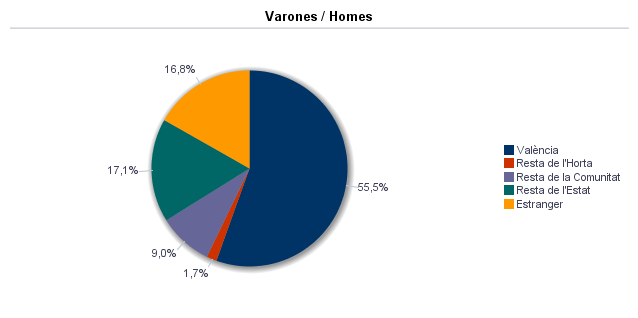 Varones / Homes
16,8%
17,1%
55,5%
9,0%
1,7%
València
Resta de l'Horta
Resta de la Comunitat
Resta de l'Estat
Estranger